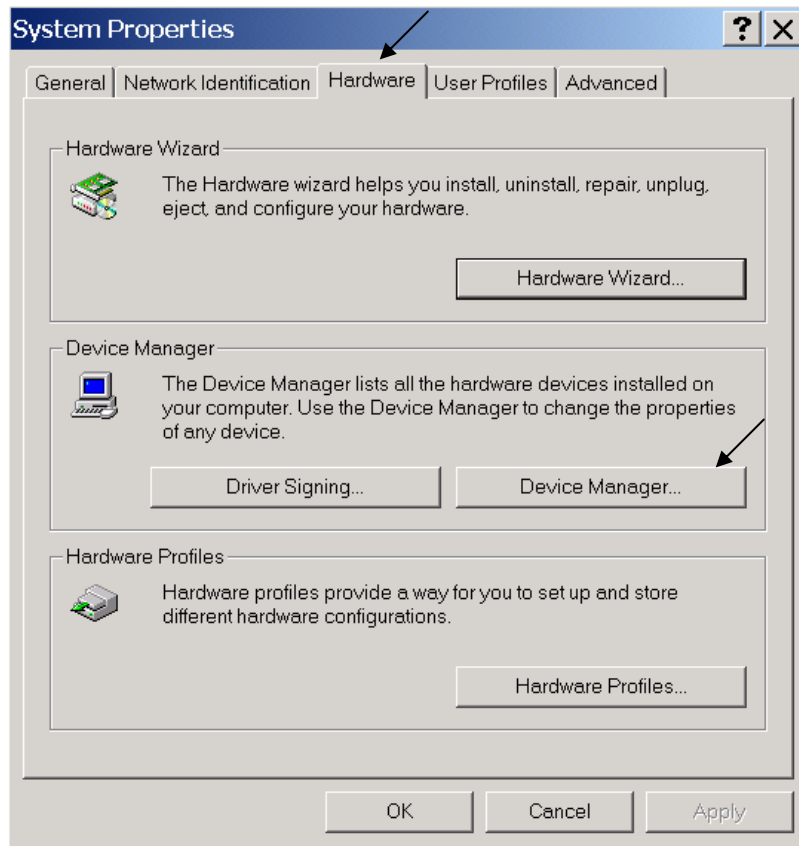 System Properties
? X
General Network Identification Hardware User Profiles Advanced
Hardware Wizard
The Hardware wizard helps you install, uninstall, repair, unplug,
eject, and configure your hardware.
Hardware Wizard...
Device Manager
The Device Manager lists all the hardware devices installed on
your computer. Use the Device Manager to change the properties
of any device.
Driver Signing... Device Manager...
Hardware Profiles
Hardware profiles provide a way for you to set up and store
different hardware configurations.
Hardware Profiles...
OK Cancel Apply